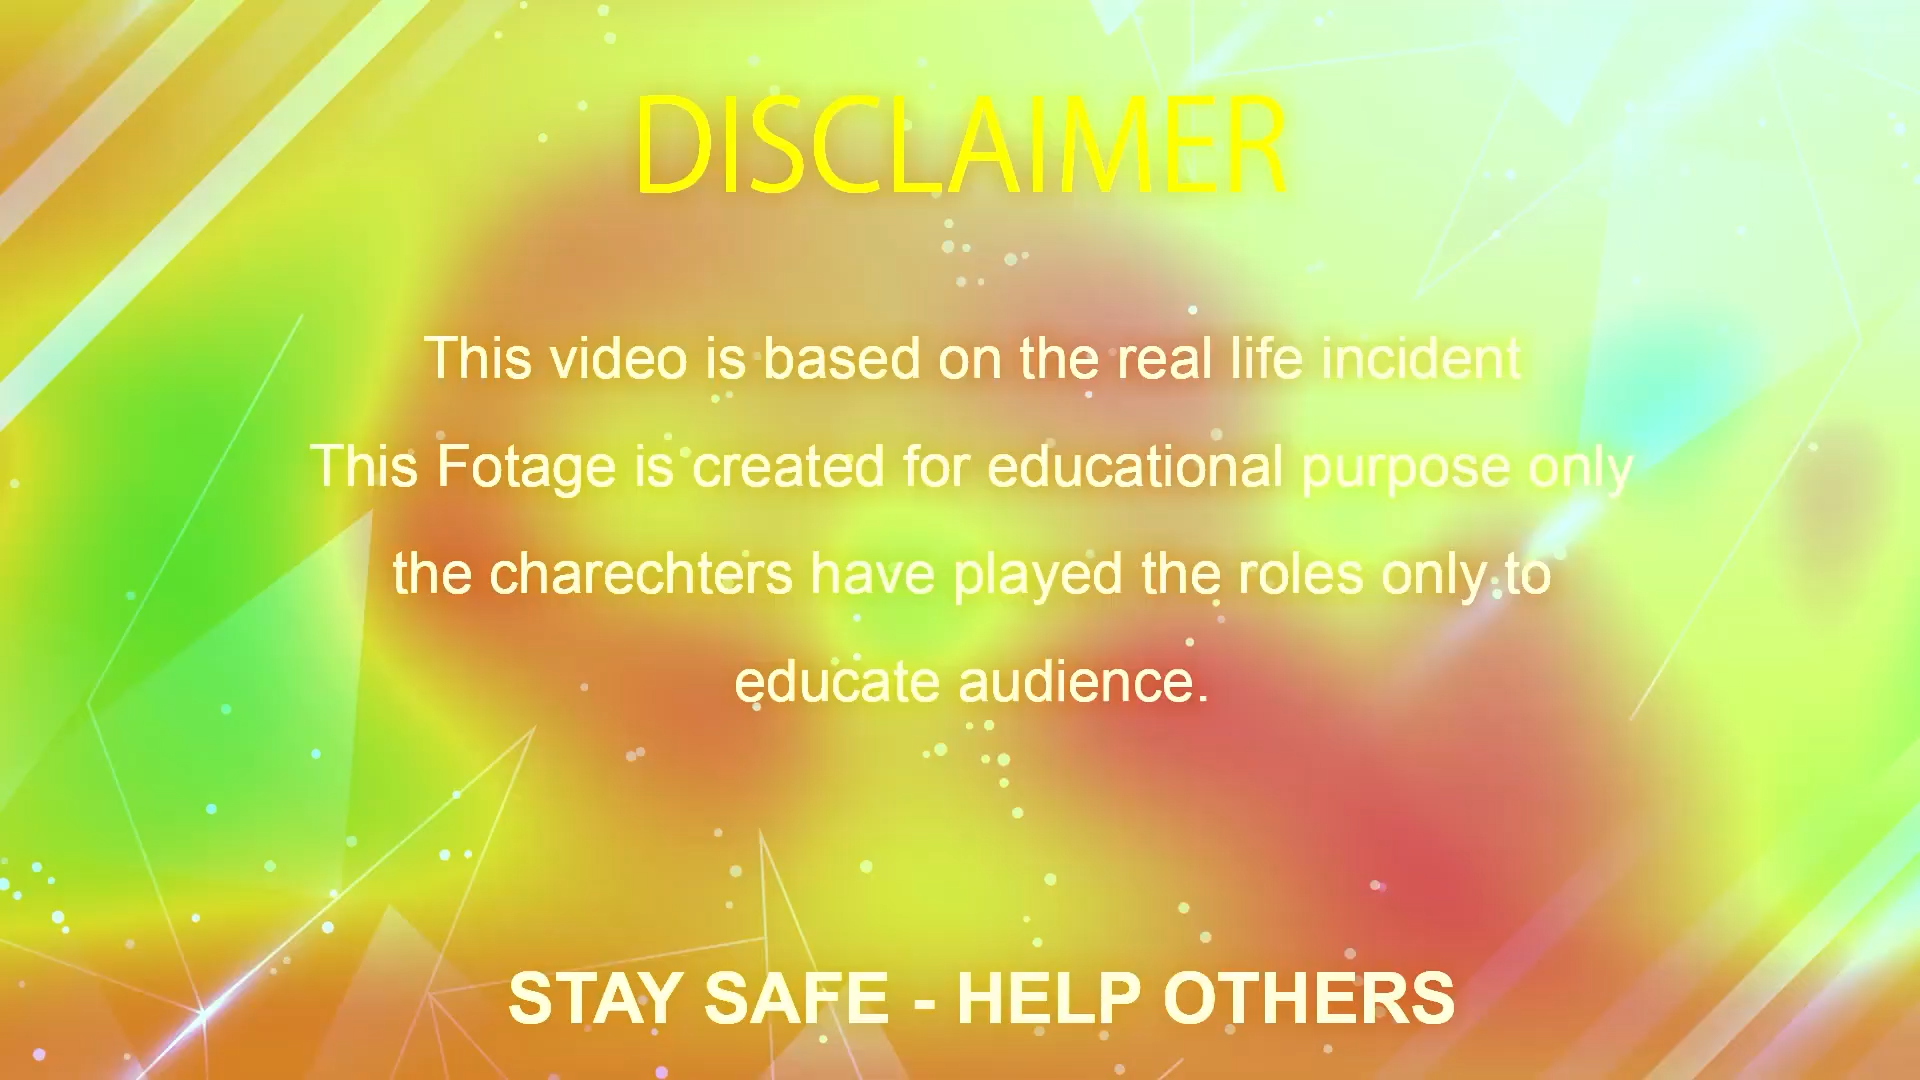 DISCLAIMER
This video is based on the real life incident
This Fotage is created for educational purpose only
the charechters have played the roles only to
educate audience.
STAY SAFE - HELP OTHERS